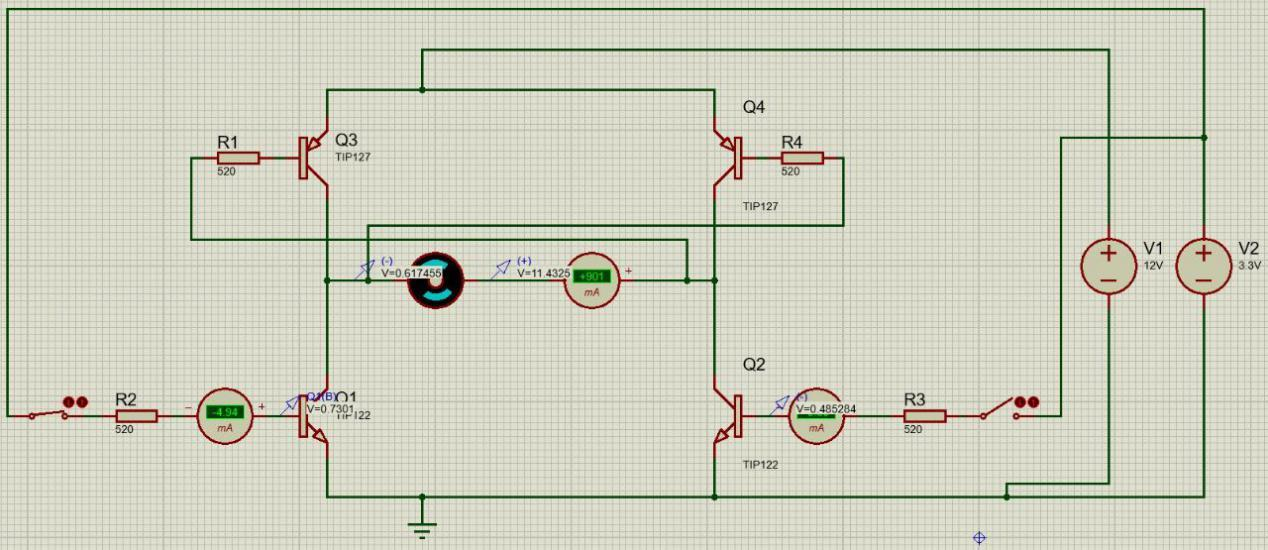 Q4
R1
520
Q3
TIP127
R4
520
TIP127
(-)
V=0.617455
(+)
V=11.4325
+901
mA
+
V1
12V
V2
3.3V
Q2
R2
520
-4.94
mA
+
Q1(B)
Q1
V=0.7301
TIP122
(-)
V=0.485284
mA
R3
520
TIP122